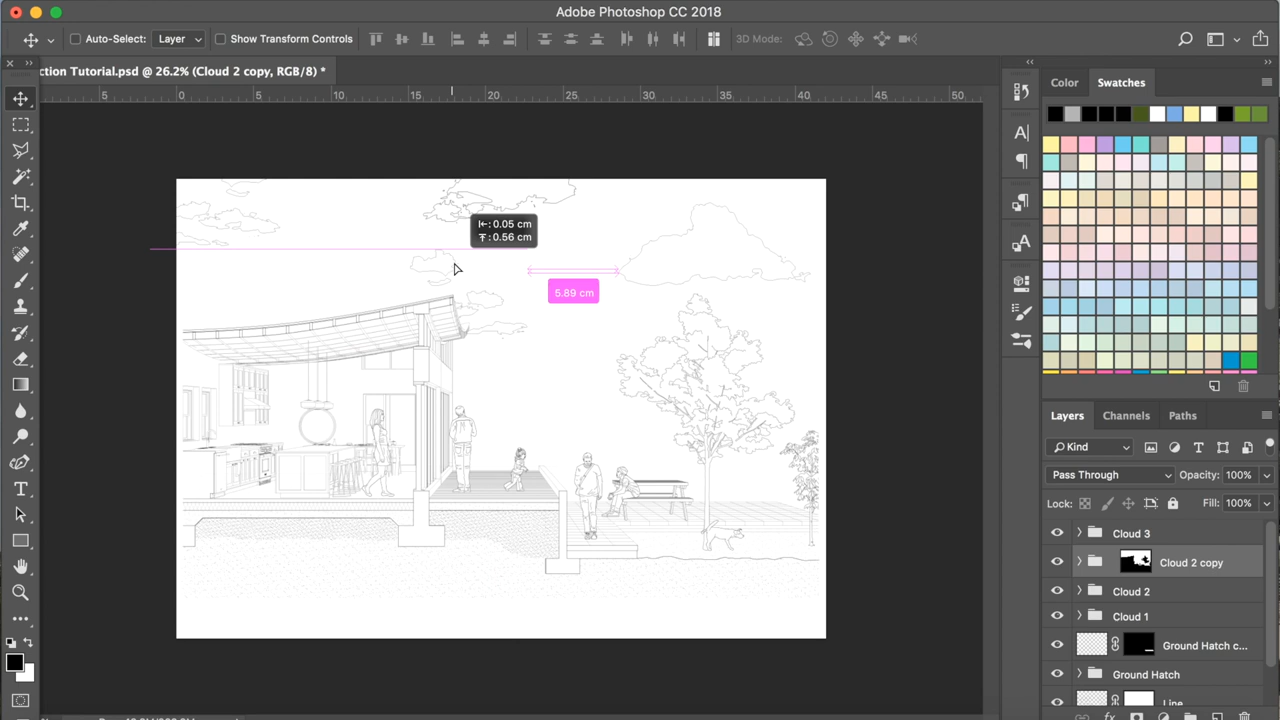 Adobe Photoshop CC 2018
Auto-Select: Layer Show Transform Controls 3D Mode:
ction Tutorial.psd @ 26.2% (Cloud 2 copy, RGB/8) *
5 0 5 10 15 20 25 30 35 40 45 50
Color Swatches
0.05 cm
0.56 cm
5.89 cm
Layers Channels Paths
Kind
Pass Through Opacity: 100%
Lock: Fill: 100%
Cloud 3
Cloud 2 copy
Cloud 2
Cloud 1
Ground Hatch c...
Ground Hatch
Line